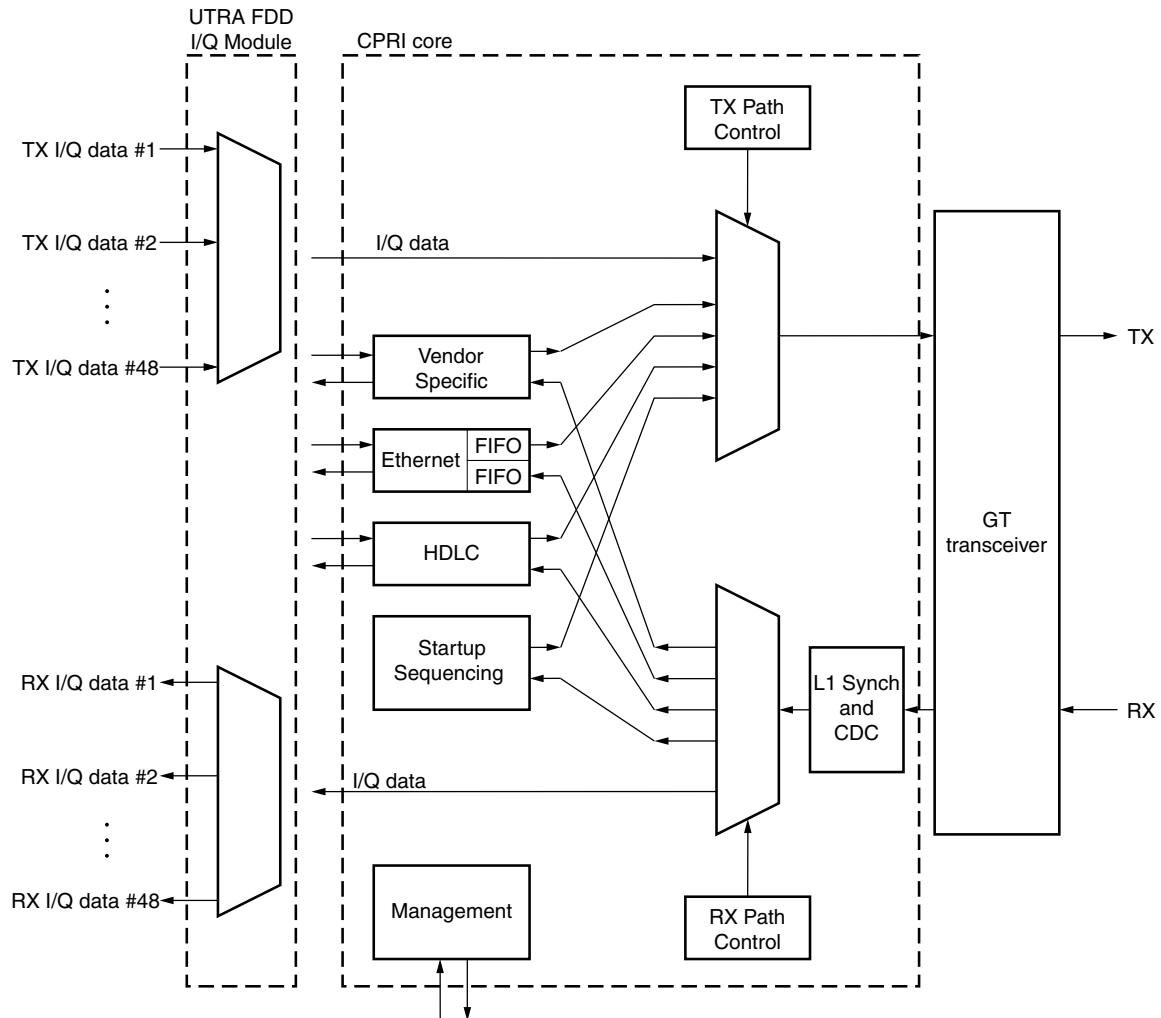 UTRA FDD
I/Q Module
CPRI core
TX Path
Control
TX I/Q data #1
TX I/Q data #2
TX I/Q data #48
I/Q data
Vendor
Specific
TX
Ethernet
FIFO
FIFO
GT
transceiver
HDLC
Startup
Sequencing
RX I/Q data #1
L1 Synch
and
CDC
RX
RX I/Q data #2
I/Q data
RX I/Q data #48
Management
RX Path
Control